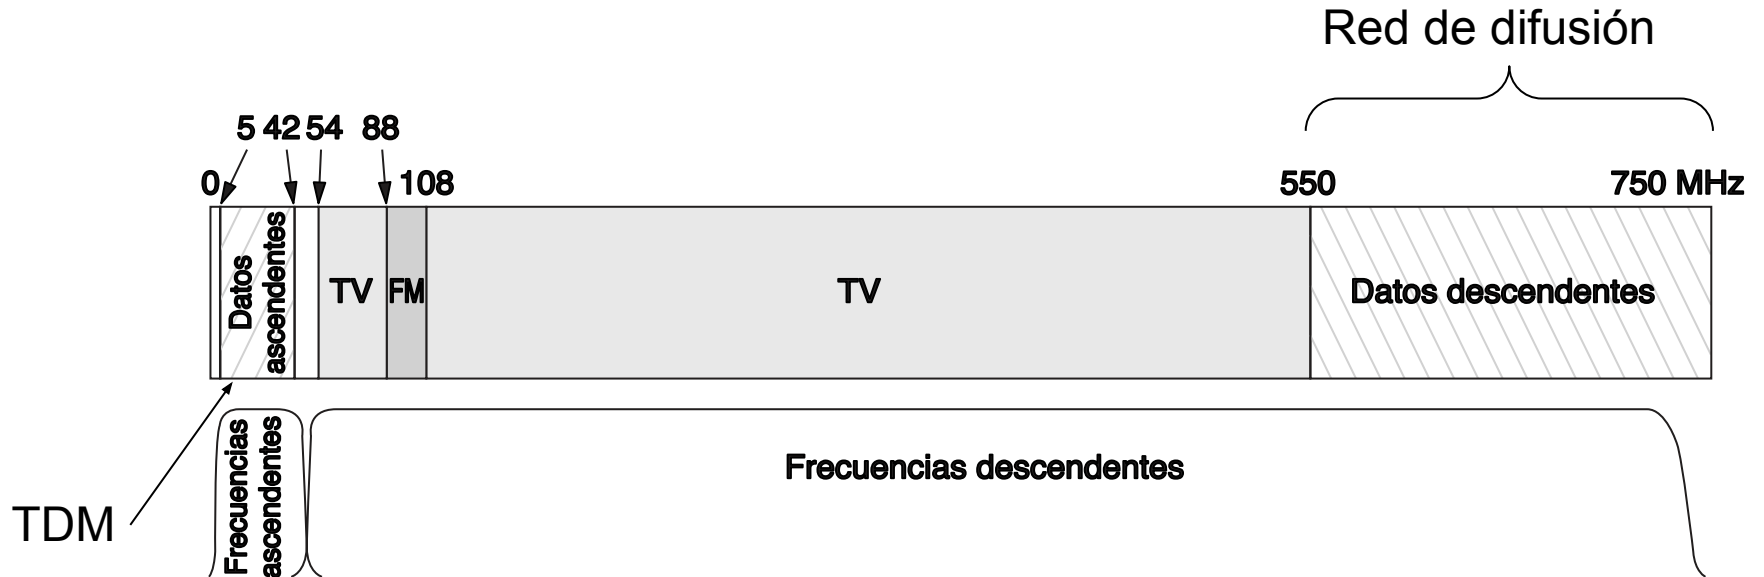 Red de difusión
5 42 54 88
0 108 550 750 MHz
Datos
ascendentes
TV
FM
TV
Datos descendentes
Frecuencias
ascendentes
Frecuencias descendentes
TDM